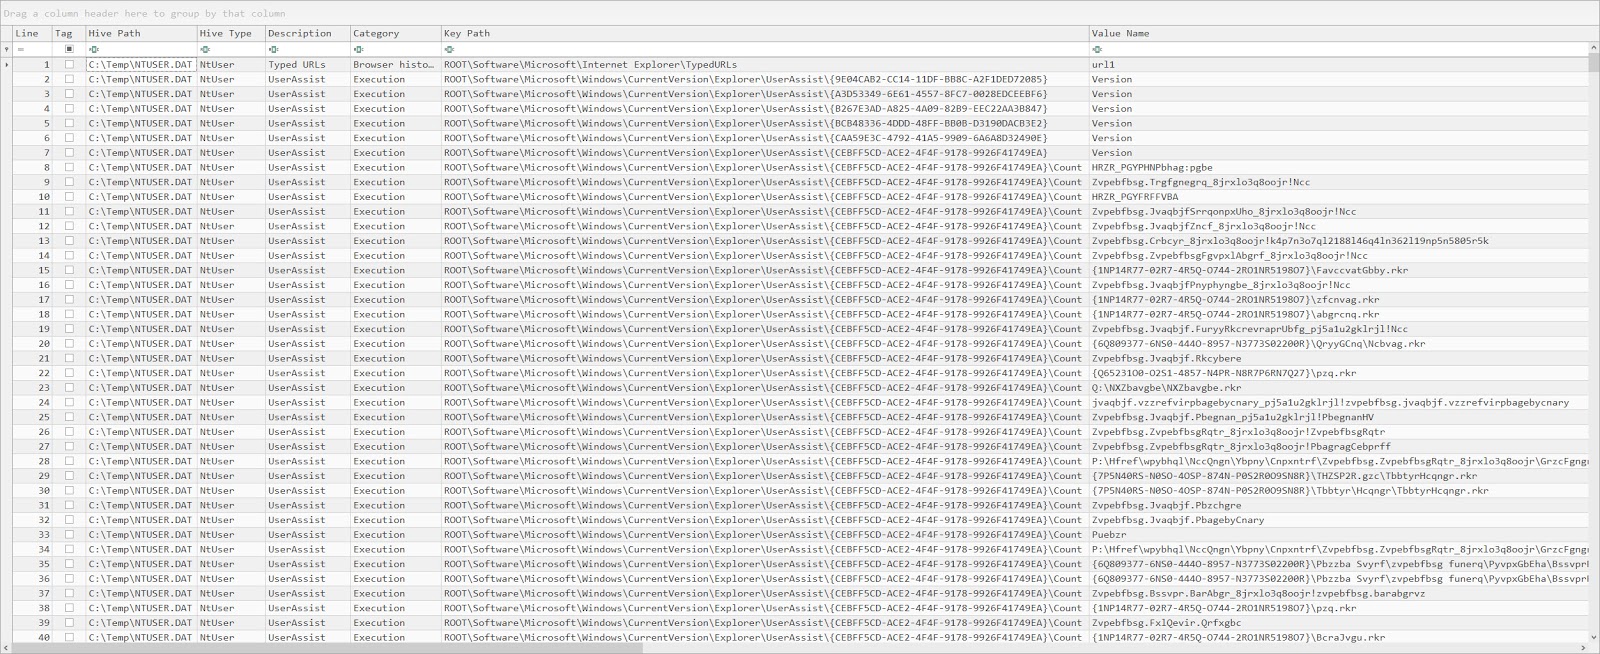 Drag a column header here to group by that column
Line Tag Hive Path Hive Type Description Category Key Path Value Name
=
1 C:\Temp\NTUSER.DAT NtUser Typed URLs Browser histo… ROOT\Software\Microsoft\Internet Explorer\TypedURLs url1
2 C:\Temp\NTUSER.DAT NtUser UserAssist Execution ROOT\Software\Microsoft\Windows\CurrentVersion\Explorer\UserAssist\{9E04CAB2-CC14-11DF-BB8C-A2F1DED72085} Version
3 C:\Temp\NTUSER.DAT NtUser UserAssist Execution ROOT\Software\Microsoft\Windows\CurrentVersion\Explorer\UserAssist\{A3D53349-6E61-4557-8FC7-0028EDCEEBF6} Version
4 C:\Temp\NTUSER.DAT NtUser UserAssist Execution ROOT\Software\Microsoft\Windows\CurrentVersion\Explorer\UserAssist\{B267E3AD-A825-4A09-82B9-EEC22AA3B847} Version
5 C:\Temp\NTUSER.DAT NtUser UserAssist Execution ROOT\Software\Microsoft\Windows\CurrentVersion\Explorer\UserAssist\{BCB48336-4DDD-48FF-BB0B-D3190DACB3E2} Version
6 C:\Temp\NTUSER.DAT NtUser UserAssist Execution ROOT\Software\Microsoft\Windows\CurrentVersion\Explorer\UserAssist\{CAA59E3C-4792-41A5-9909-6A6A8D32490E} Version
7 C:\Temp\NTUSER.DAT NtUser UserAssist Execution ROOT\Software\Microsoft\Windows\CurrentVersion\Explorer\UserAssist\{CEBFF5CD-ACE2-4F4F-9178-9926F41749EA} Version
8 C:\Temp\NTUSER.DAT NtUser UserAssist Execution ROOT\Software\Microsoft\Windows\CurrentVersion\Explorer\UserAssist\{CEBFF5CD-ACE2-4F4F-9178-9926F41749EA}\Count HRZR_PGYPHNPbhag:pgbe
9 C:\Temp\NTUSER.DAT NtUser UserAssist Execution ROOT\Software\Microsoft\Windows\CurrentVersion\Explorer\UserAssist\{CEBFF5CD-ACE2-4F4F-9178-9926F41749EA}\Count Zvpebfbsg.Trgfgnegrq_8jrxlo3q8oojr!Ncc
10 C:\Temp\NTUSER.DAT NtUser UserAssist Execution ROOT\Software\Microsoft\Windows\CurrentVersion\Explorer\UserAssist\{CEBFF5CD-ACE2-4F4F-9178-9926F41749EA}\Count HRZR_PGYFRFFVBA
11 C:\Temp\NTUSER.DAT NtUser UserAssist Execution ROOT\Software\Microsoft\Windows\CurrentVersion\Explorer\UserAssist\{CEBFF5CD-ACE2-4F4F-9178-9926F41749EA}\Count Zvpebfbsg.JvaqbjfSrrqonpxUho_8jrxlo3q8oojr!Ncc
12 C:\Temp\NTUSER.DAT NtUser UserAssist Execution ROOT\Software\Microsoft\Windows\CurrentVersion\Explorer\UserAssist\{CEBFF5CD-ACE2-4F4F-9178-9926F41749EA}\Count Zvpebfbsg.JvaqbjfZncf_8jrxlo3q8oojr!Ncc
13 C:\Temp\NTUSER.DAT NtUser UserAssist Execution ROOT\Software\Microsoft\Windows\CurrentVersion\Explorer\UserAssist\{CEBFF5CD-ACE2-4F4F-9178-9926F41749EA}\Count Zvpebfbsg.Crbcyr_8jrxlo3q8oojr!k4p7n3o7ql2188l46q4ln362l19np5n5805r5k
14 C:\Temp\NTUSER.DAT NtUser UserAssist Execution ROOT\Software\Microsoft\Windows\CurrentVersion\Explorer\UserAssist\{CEBFF5CD-ACE2-4F4F-9178-9926F41749EA}\Count Zvpebfbsg.ZvpebfbsgFgvpxlAbgrf_8jrxlo3q8oojr!Ncc
15 C:\Temp\NTUSER.DAT NtUser UserAssist Execution ROOT\Software\Microsoft\Windows\CurrentVersion\Explorer\UserAssist\{CEBFF5CD-ACE2-4F4F-9178-9926F41749EA}\Count {1NP14R77-02R7-4R5Q-O744-2RO1NR5198O7}\FavccvatGbby.rkr
16 C:\Temp\NTUSER.DAT NtUser UserAssist Execution ROOT\Software\Microsoft\Windows\CurrentVersion\Explorer\UserAssist\{CEBFF5CD-ACE2-4F4F-9178-9926F41749EA}\Count Zvpebfbsg.JvaqbjfPnyphyngbe_8jrxlo3q8oojr!Ncc
17 C:\Temp\NTUSER.DAT NtUser UserAssist Execution ROOT\Software\Microsoft\Windows\CurrentVersion\Explorer\UserAssist\{CEBFF5CD-ACE2-4F4F-9178-9926F41749EA}\Count {1NP14R77-02R7-4R5Q-O744-2RO1NR5198O7}\zfcnvag.rkr
18 C:\Temp\NTUSER.DAT NtUser UserAssist Execution ROOT\Software\Microsoft\Windows\CurrentVersion\Explorer\UserAssist\{CEBFF5CD-ACE2-4F4F-9178-9926F41749EA}\Count {1NP14R77-02R7-4R5Q-O744-2RO1NR5198O7}\abgrcnq.rkr
19 C:\Temp\NTUSER.DAT NtUser UserAssist Execution ROOT\Software\Microsoft\Windows\CurrentVersion\Explorer\UserAssist\{CEBFF5CD-ACE2-4F4F-9178-9926F41749EA}\Count Zvpebfbsg.Jvaqbjf.FuryyRkcrevraprUbfg_pj5a1u2gklrjl!Ncc
20 C:\Temp\NTUSER.DAT NtUser UserAssist Execution ROOT\Software\Microsoft\Windows\CurrentVersion\Explorer\UserAssist\{CEBFF5CD-ACE2-4F4F-9178-9926F41749EA}\Count {6Q809377-6NS0-444O-8957-N3773S02200R}\QryyGCnq\Ncbvag.rkr
21 C:\Temp\NTUSER.DAT NtUser UserAssist Execution ROOT\Software\Microsoft\Windows\CurrentVersion\Explorer\UserAssist\{CEBFF5CD-ACE2-4F4F-9178-9926F41749EA}\Count Zvpebfbsg.Jvaqbjf.Rkcybere
22 C:\Temp\NTUSER.DAT NtUser UserAssist Execution ROOT\Software\Microsoft\Windows\CurrentVersion\Explorer\UserAssist\{CEBFF5CD-ACE2-4F4F-9178-9926F41749EA}\Count {Q65231O0-O2S1-4857-N4PR-N8R7P6RN7Q27}\pzq.rkr
23 C:\Temp\NTUSER.DAT NtUser UserAssist Execution ROOT\Software\Microsoft\Windows\CurrentVersion\Explorer\UserAssist\{CEBFF5CD-ACE2-4F4F-9178-9926F41749EA}\Count Q:\NXZbavgbe\NXZbavgbe.rkr
24 C:\Temp\NTUSER.DAT NtUser UserAssist Execution ROOT\Software\Microsoft\Windows\CurrentVersion\Explorer\UserAssist\{CEBFF5CD-ACE2-4F4F-9178-9926F41749EA}\Count jvaqbjf.vzzrefvirpbagebycnary_pj5a1u2gklrjl!zvpebfbsg.jvaqbjf.vzzrefvirpbagebycnary
25 C:\Temp\NTUSER.DAT NtUser UserAssist Execution ROOT\Software\Microsoft\Windows\CurrentVersion\Explorer\UserAssist\{CEBFF5CD-ACE2-4F4F-9178-9926F41749EA}\Count Zvpebfbsg.Jvaqbjf.Pbegnan_pj5a1u2gklrjl!PbegnanHV
26 C:\Temp\NTUSER.DAT NtUser UserAssist Execution ROOT\Software\Microsoft\Windows\CurrentVersion\Explorer\UserAssist\{CEBFF5CD-ACE2-4F4F-9178-9926F41749EA}\Count Zvpebfbsg.ZvpebfbsgRqtr_8jrxlo3q8oojr!ZvpebfbsgRqtr
27 C:\Temp\NTUSER.DAT NtUser UserAssist Execution ROOT\Software\Microsoft\Windows\CurrentVersion\Explorer\UserAssist\{CEBFF5CD-ACE2-4F4F-9178-9926F41749EA}\Count Zvpebfbsg.ZvpebfbsgRqtr_8jrxlo3q8oojr!PbagragCebprff
28 C:\Temp\NTUSER.DAT NtUser UserAssist Execution ROOT\Software\Microsoft\Windows\CurrentVersion\Explorer\UserAssist\{CEBFF5CD-ACE2-4F4F-9178-9926F41749EA}\Count P:\Hfref\wpybhql\NccQngn\Ybpny\Cnpxntrf\Zvpebfbsg.ZvpebfbsgRqtr_8jrxlo3q8oojr\GrzcFgngr
29 C:\Temp\NTUSER.DAT NtUser UserAssist Execution ROOT\Software\Microsoft\Windows\CurrentVersion\Explorer\UserAssist\{CEBFF5CD-ACE2-4F4F-9178-9926F41749EA}\Count {7P5N40RS-N0SO-4OSP-874N-P0S2R0O9SN8R}\THZSP2R.gzc\TbbtyrHcqngr.rkr
30 C:\Temp\NTUSER.DAT NtUser UserAssist Execution ROOT\Software\Microsoft\Windows\CurrentVersion\Explorer\UserAssist\{CEBFF5CD-ACE2-4F4F-9178-9926F41749EA}\Count {7P5N40RS-N0SO-4OSP-874N-P0S2R0O9SN8R}\Tbbtyr\Hcqngr\TbbtyrHcqngr.rkr
31 C:\Temp\NTUSER.DAT NtUser UserAssist Execution ROOT\Software\Microsoft\Windows\CurrentVersion\Explorer\UserAssist\{CEBFF5CD-ACE2-4F4F-9178-9926F41749EA}\Count Zvpebfbsg.Jvaqbjf.Pbzchgre
32 C:\Temp\NTUSER.DAT NtUser UserAssist Execution ROOT\Software\Microsoft\Windows\CurrentVersion\Explorer\UserAssist\{CEBFF5CD-ACE2-4F4F-9178-9926F41749EA}\Count Zvpebfbsg.Jvaqbjf.PbagebyCnary
33 C:\Temp\NTUSER.DAT NtUser UserAssist Execution ROOT\Software\Microsoft\Windows\CurrentVersion\Explorer\UserAssist\{CEBFF5CD-ACE2-4F4F-9178-9926F41749EA}\Count Puebzr
34 C:\Temp\NTUSER.DAT NtUser UserAssist Execution ROOT\Software\Microsoft\Windows\CurrentVersion\Explorer\UserAssist\{CEBFF5CD-ACE2-4F4F-9178-9926F41749EA}\Count P:\Hfref\wpybhql\NccQngn\Ybpny\Cnpxntrf\Zvpebfbsg.ZvpebfbsgRqtr_8jrxlo3q8oojr\GrzcFgngr
35 C:\Temp\NTUSER.DAT NtUser UserAssist Execution ROOT\Software\Microsoft\Windows\CurrentVersion\Explorer\UserAssist\{CEBFF5CD-ACE2-4F4F-9178-9926F41749EA}\Count {6Q809377-6NS0-444O-8957-N3773S02200R}\Pbzzba Svyrf\zvpebfbsg funerq\PyvpxGbEha\Bssvpr
36 C:\Temp\NTUSER.DAT NtUser UserAssist Execution ROOT\Software\Microsoft\Windows\CurrentVersion\Explorer\UserAssist\{CEBFF5CD-ACE2-4F4F-9178-9926F41749EA}\Count {6Q809377-6NS0-444O-8957-N3773S02200R}\Pbzzba Svyrf\zvpebfbsg funerq\PyvpxGbEha\Bssvpr
37 C:\Temp\NTUSER.DAT NtUser UserAssist Execution ROOT\Software\Microsoft\Windows\CurrentVersion\Explorer\UserAssist\{CEBFF5CD-ACE2-4F4F-9178-9926F41749EA}\Count Zvpebfbsg.Bssvpr.BarAbgr_8jrxlo3q8oojr!zvpebfbsg.barabgrvz
38 C:\Temp\NTUSER.DAT NtUser UserAssist Execution ROOT\Software\Microsoft\Windows\CurrentVersion\Explorer\UserAssist\{CEBFF5CD-ACE2-4F4F-9178-9926F41749EA}\Count {1NP14R77-02R7-4R5Q-O744-2RO1NR5198O7}\pzq.rkr
39 C:\Temp\NTUSER.DAT NtUser UserAssist Execution ROOT\Software\Microsoft\Windows\CurrentVersion\Explorer\UserAssist\{CEBFF5CD-ACE2-4F4F-9178-9926F41749EA}\Count Zvpebfbsg.FxlQevir.Qrfxgbc
40 C:\Temp\NTUSER.DAT NtUser UserAssist Execution ROOT\Software\Microsoft\Windows\CurrentVersion\Explorer\UserAssist\{CEBFF5CD-ACE2-4F4F-9178-9926F41749EA}\Count {1NP14R77-02R7-4R5Q-O744-2RO1NR5198O7}\BcraJvgu.rkr